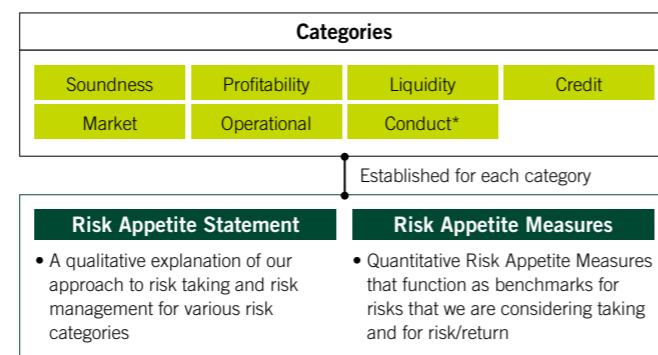 Categories
Soundness Profitability Liquidity Credit
Market Operational Conduct*
Established for each category
Risk Appetite Statement
• A qualitative explanation of our
approach to risk taking and risk
management for various risk
categories
Risk Appetite Measures
• Quantitative Risk Appetite Measures
that function as benchmarks for
risks that we are considering taking
and for risk/return